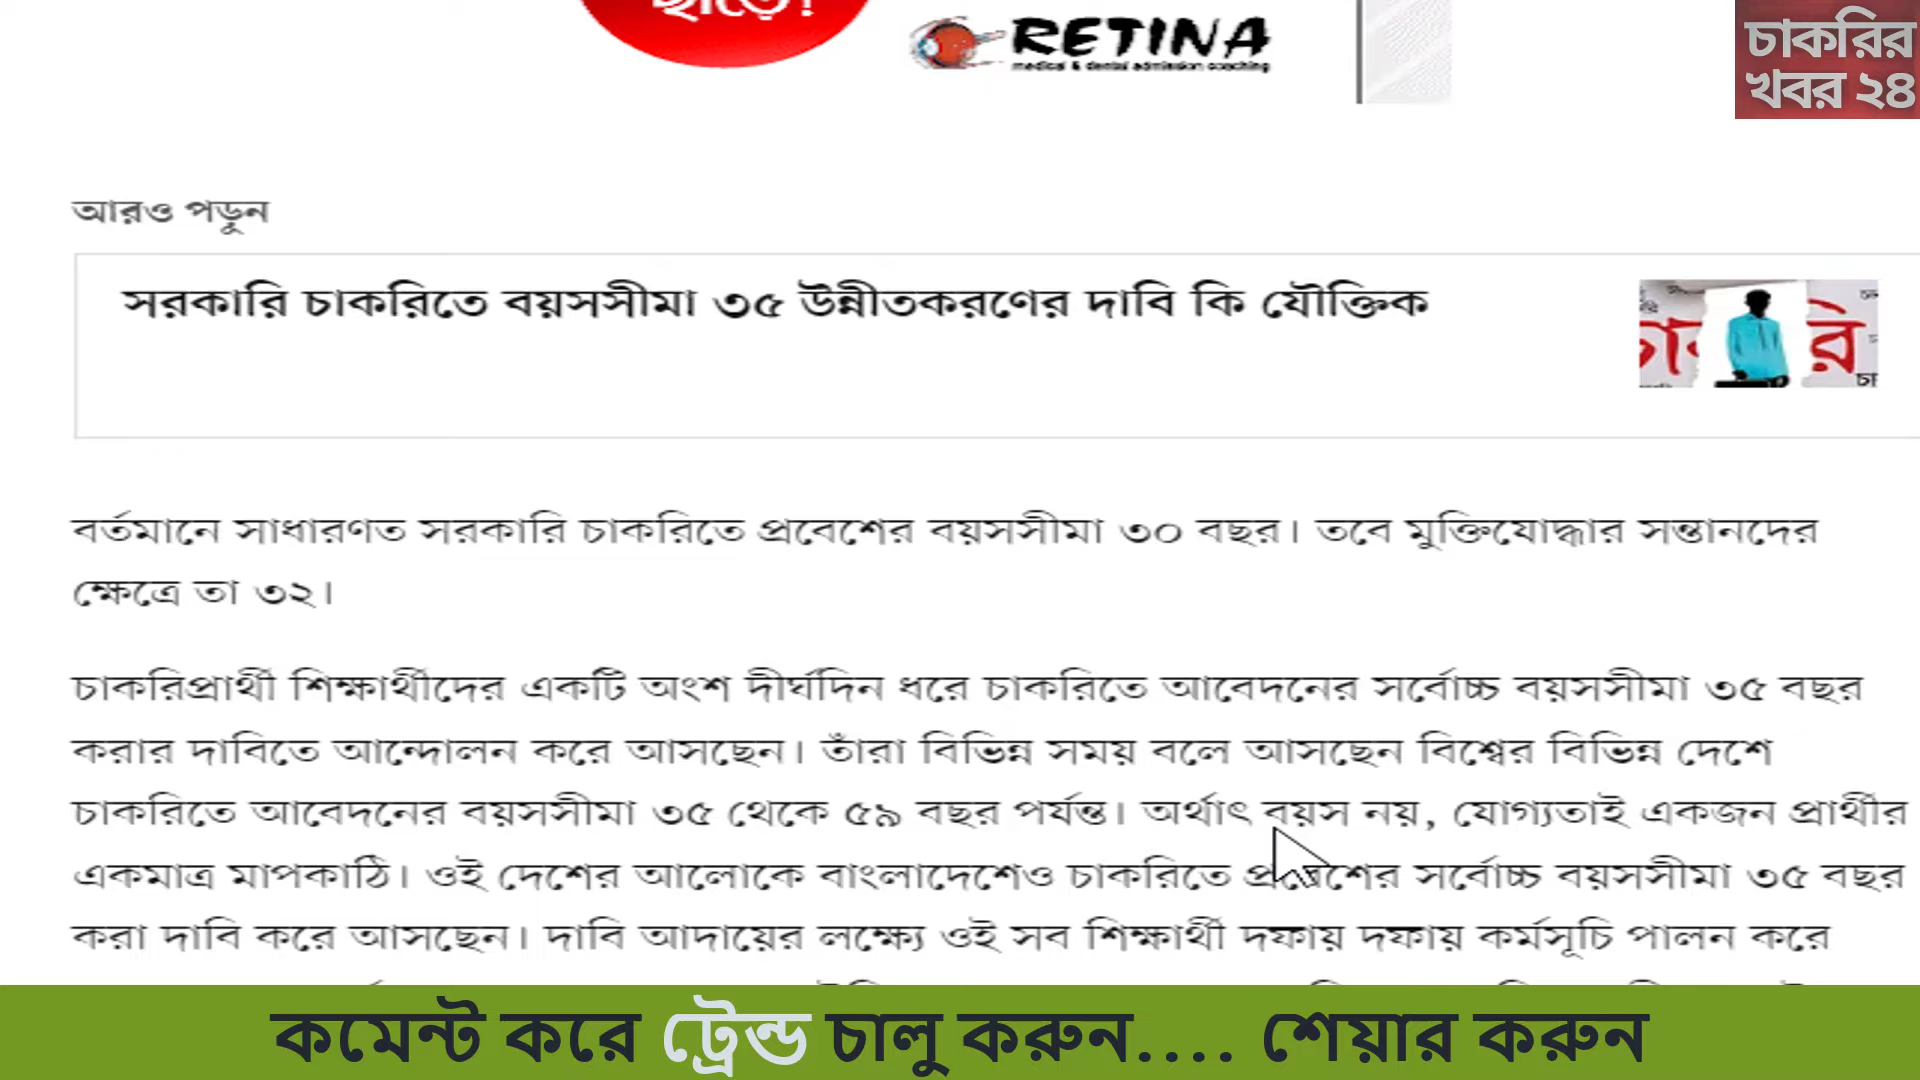 ছাড়ে!
RETINA
medical & dental admission coaching
চাকরির
খবর ২৪
আরও পড়ুন
সরকারি চাকরিতে বয়সসীমা ৩৫ উন্নীতকরণের দাবি কি যৌক্তিক
বর্তমানে সাধারণত সরকারি চাকরিতে প্রবেশের বয়সসীমা ৩০ বছর। তবে মুক্তিযোদ্ধার সন্তানদের
ক্ষেত্রে তা ৩২।
চাকরিপ্রার্থী শিক্ষার্থীদের একটি অংশ দীর্ঘদিন ধরে চাকরিতে আবেদনের সর্বোচ্চ বয়সসীমা ৩৫ বছর
করার দাবিতে আন্দোলন করে আসছেন। তাঁরা বিভিন্ন সময় বলে আসছেন বিশ্বের বিভিন্ন দেশে
চাকরিতে আবেদনের বয়সসীমা ৩৫ থেকে ৫৯ বছর পর্যন্ত। অর্থাৎ বয়স নয়, যোগ্যতাই একজন প্রার্থীর
একমাত্র মাপকাঠি। ওই দেশের আলোকে বাংলাদেশেও চাকরিতে প্রবেশের সর্বোচ্চ বয়সসীমা ৩৫ বছর
করা দাবি করে আসছেন। দাবি আদায়ের লক্ষ্যে ওই সব শিক্ষার্থী দফায় দফায় কর্মসূচি পালন করে
কমেন্ট করে ট্রেন্ড চালু করুন.... শেয়ার করুন